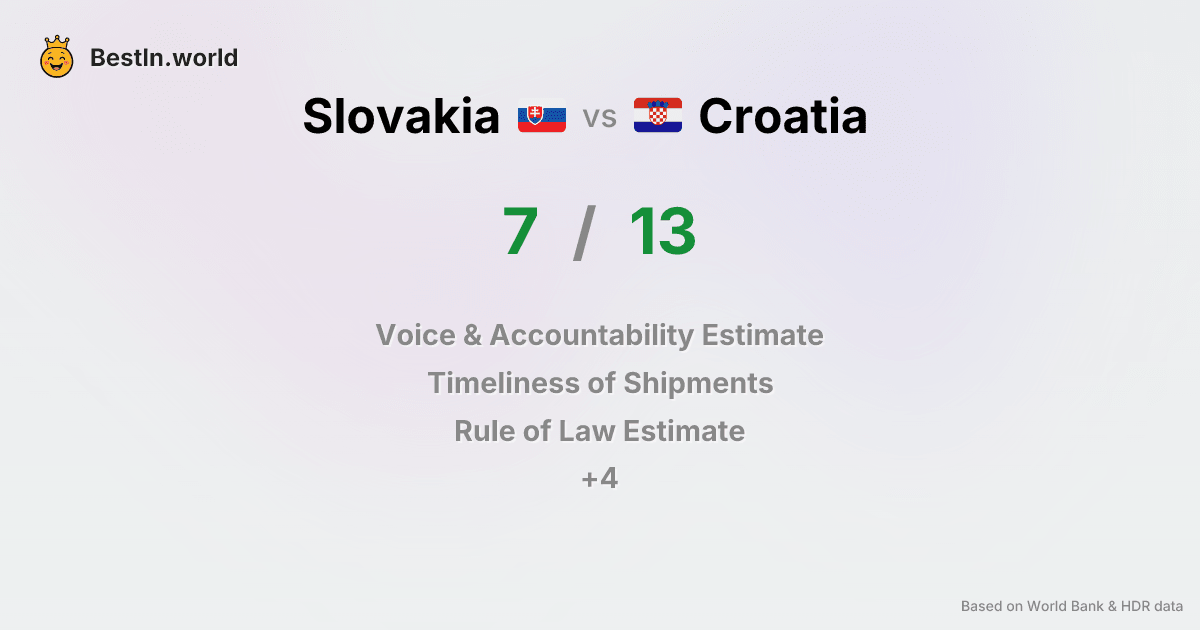 BestIn.world
Slovakia vs Croatia
7 / 13
Voice & Accountability Estimate
Timeliness of Shipments
Rule of Law Estimate
+4
Based on World Bank & HDR data